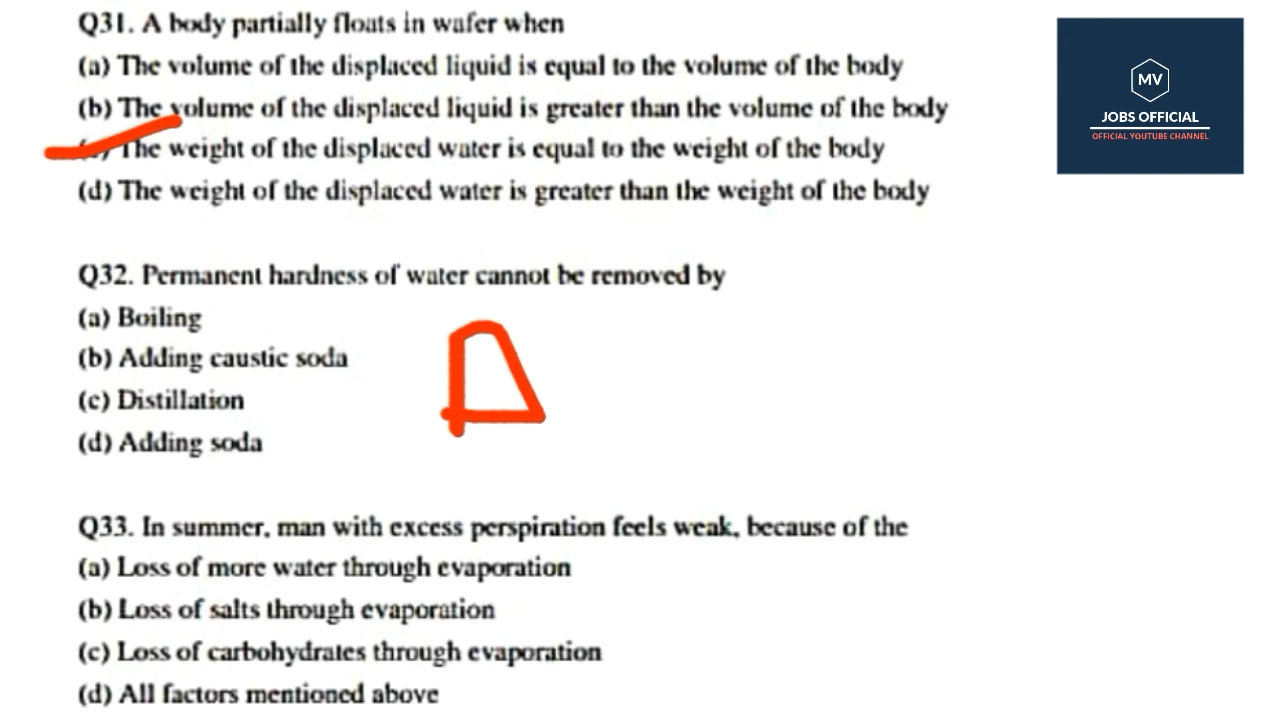 Q31. A body partially floats in wafer when
(a) The volume of the displaced liquid is equal to the volume of the body
(b) The volume of the displaced liquid is greater than the volume of the body
The weight of the displaced water is equal to the weight of the body
(d) The weight of the displaced water is greater than the weight of the body
Q32. Permanent hardness of water cannot be removed by
(a) Boiling
(b) Adding caustic soda
(c) Distillation
(d) Adding soda
Q33. In summer, man with excess perspiration feels weak, because of the
(a) Loss of more water through evaporation
(b) Loss of salts through evaporation
(c) Loss of carbohydrates through evaporation
(d) All factors mentioned above
MV
JOBS OFFICIAL
OFFICIAL YOUTUBE CHANNEL